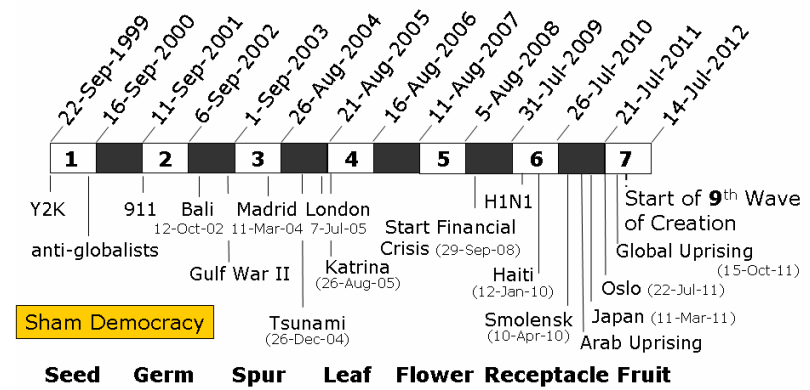 22-Sep-1999
16-Sep-2000
11-Sep-2001
6-Sep-2002
1-Sep-2003
26-Aug-2004
21-Aug-2005
16-Aug-2006
11-Aug-2007
5-Aug-2008
31-Jul-2009
26-Jul-2010
21-Jul-2011
14-Jul-2012
1 2 3 4 5 6 7
Y2K
anti-globalists
911
Bali
12-Oct-02
Gulf War II
Madrid
11-Mar-04
Tsunami
(26-Dec-04)
London
7-Jul-05
Katrina
(26-Aug-05)
Start Financial
Crisis (29-Sep-08)
H1N1
Haiti
(12-Jan-10)
Smolensk
(10-Apr-10)
Arab Uprising
Japan (11-Mar-11)
Oslo (22-Jul-11)
Global Uprising
(15-Oct-11)
Start of 9th Wave
of Creation
Sham Democracy
Seed Germ Spur Leaf Flower Receptacle Fruit